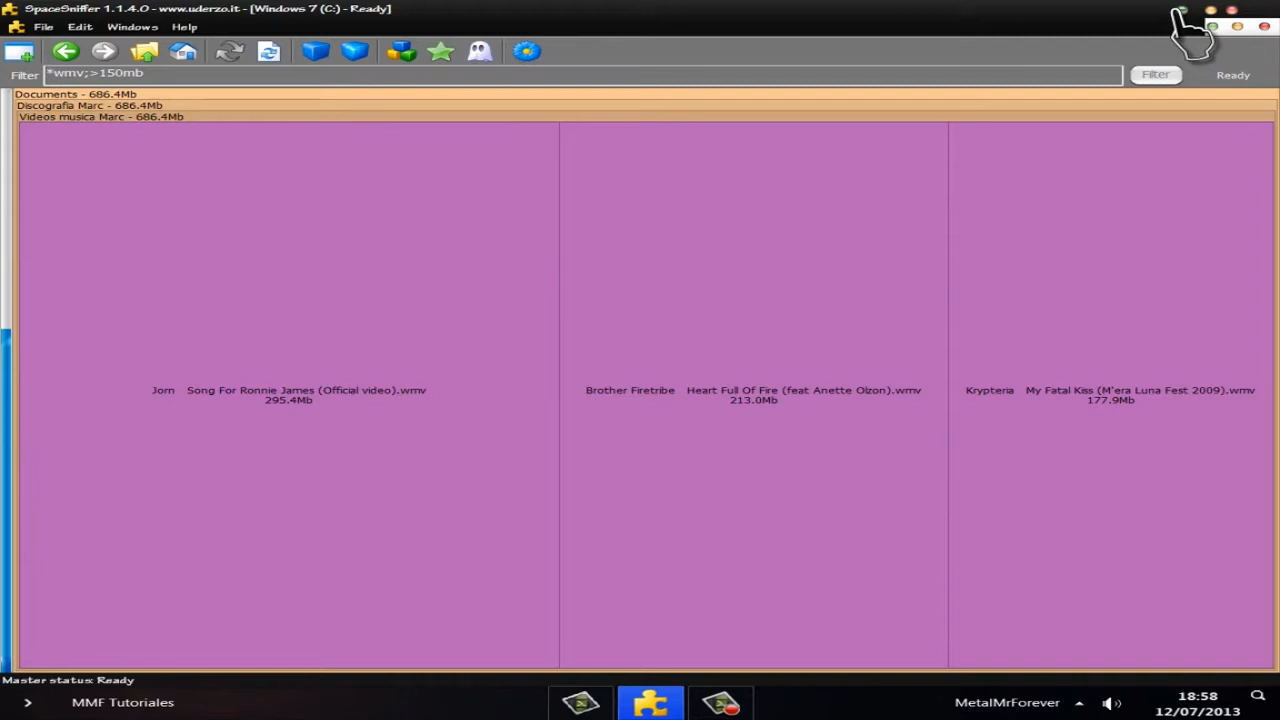 SpaceSniffer 1.1.4.0 - www.uderzo.it - [Windows 7 (C:) - Ready]
File Edit Windows Help
Filter *wmv;>150mb Filter Ready
Documents - 686.4Mb
Discografia Marc - 686.4Mb
Videos musica Marc - 686.4Mb
Jorn Song For Ronnie James (Official video).wmv
295.4Mb
Brother Firetribe Heart Full Of Fire (feat Anette Olzon).wmv
213.0Mb
Krypteria My Fatal Kiss (M'era Luna Fest 2009).wmv
177.9Mb
Master status: Ready
MMF Tutoriales
MetalMrForever
18:58
12/07/2013